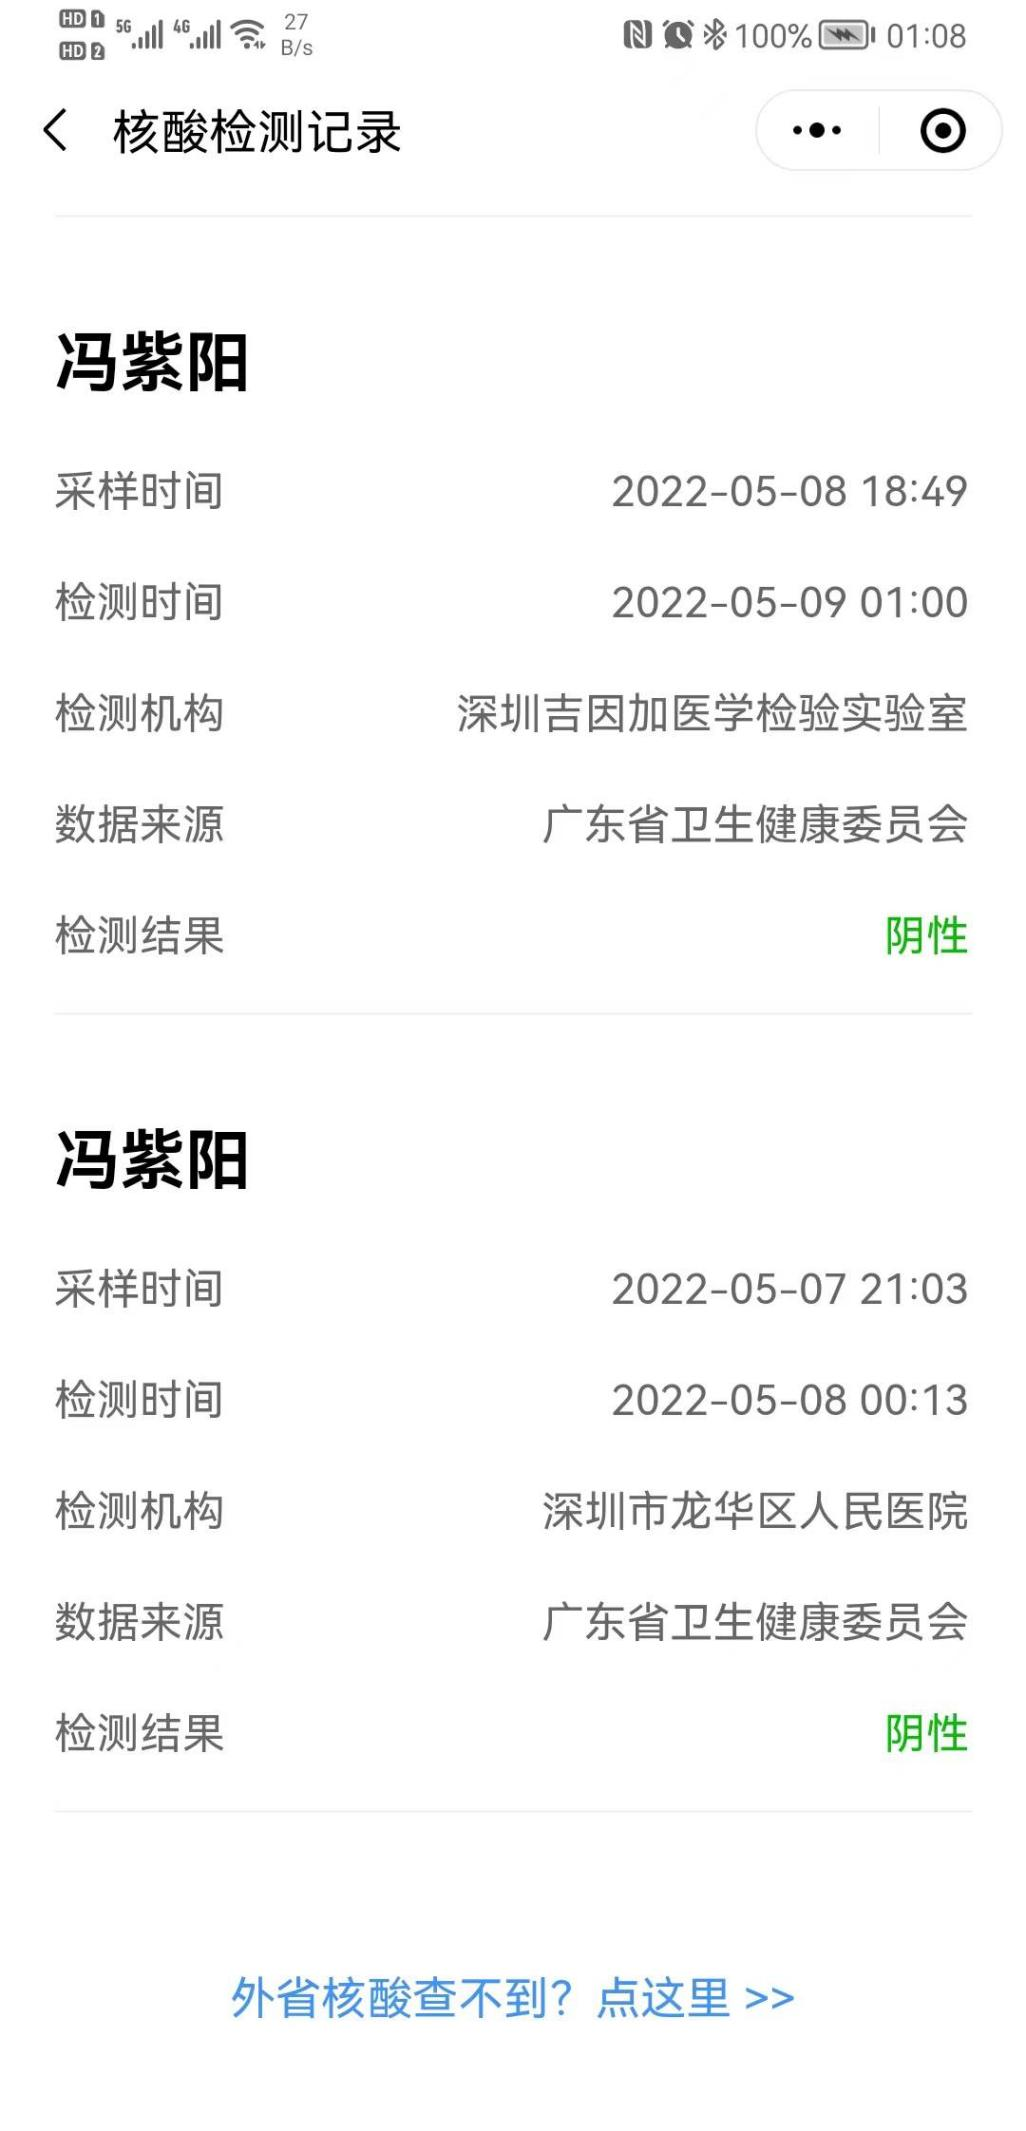 HD 1 5G 4G 27
HD 2 B/s
100% 01:08
核酸检测记录
冯紫阳
采样时间 2022-05-08 18:49
检测时间 2022-05-09 01:00
检测机构 深圳吉因加医学检验实验室
数据来源 广东省卫生健康委员会
检测结果 阴性
冯紫阳
采样时间 2022-05-07 21:03
检测时间 2022-05-08 00:13
检测机构 深圳市龙华区人民医院
数据来源 广东省卫生健康委员会
检测结果 阴性
外省核酸查不到？点这里 >>